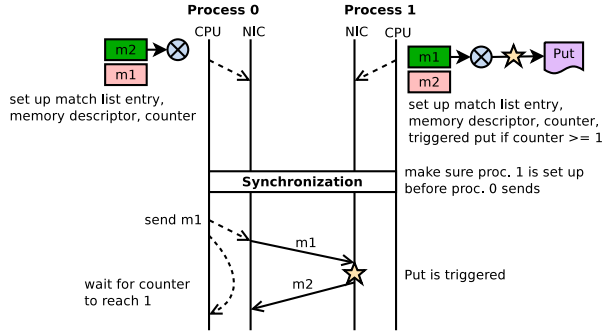 Process 0
Process 1
CPU
NIC
NIC
CPU
m2
m1
set up match list entry,
memory descriptor, counter
m1
m2
Put
set up match list entry,
memory descriptor, counter,
triggered put if counter >= 1
Synchronization
make sure proc. 1 is set up
before proc. 0 sends
send m1
m1
wait for counter
to reach 1
m2
Put is triggered